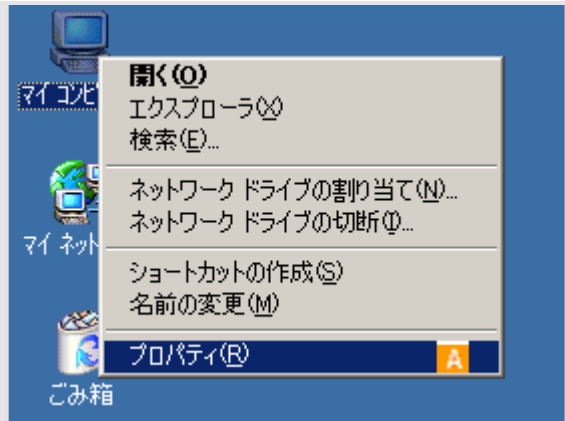 マイ コンピ
開く(O)
エクスプローラ(X)
検索(E)...
ネットワーク ドライブの割り当て(N)...
ネットワーク ドライブの切断(I)...
マイ ネット
ショートカットの作成(S)
名前の変更(M)
プロパティ(R)
A
ごみ箱